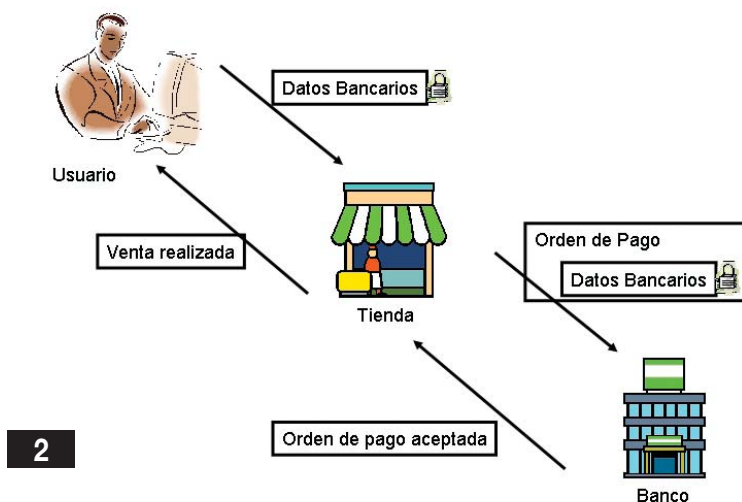 Datos Bancarios
Usuario
Venta realizada
Orden de Pago
Datos Bancarios
Tienda
Orden de pago aceptada
2
Banco